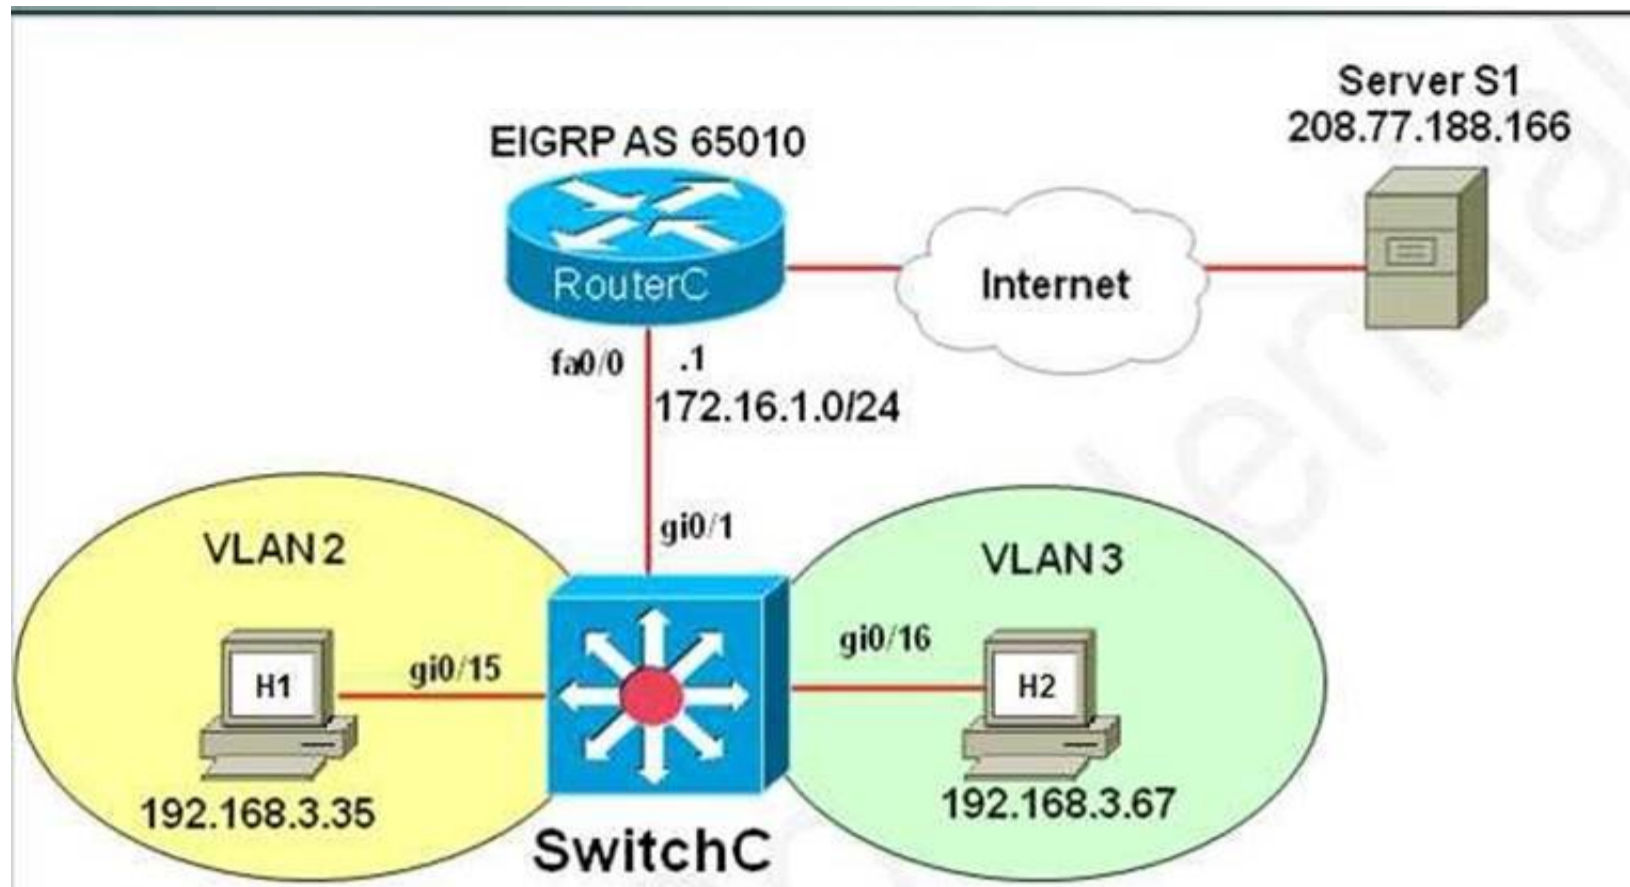 Server S1
208.77.188.166
EIGRP AS 65010
RouterC
Internet
fa0/0
.1
172.16.1.0/24
gi0/1
VLAN 2
VLAN 3
gi0/15
gi0/16
H1
H2
192.168.3.35
192.168.3.67
SwitchC